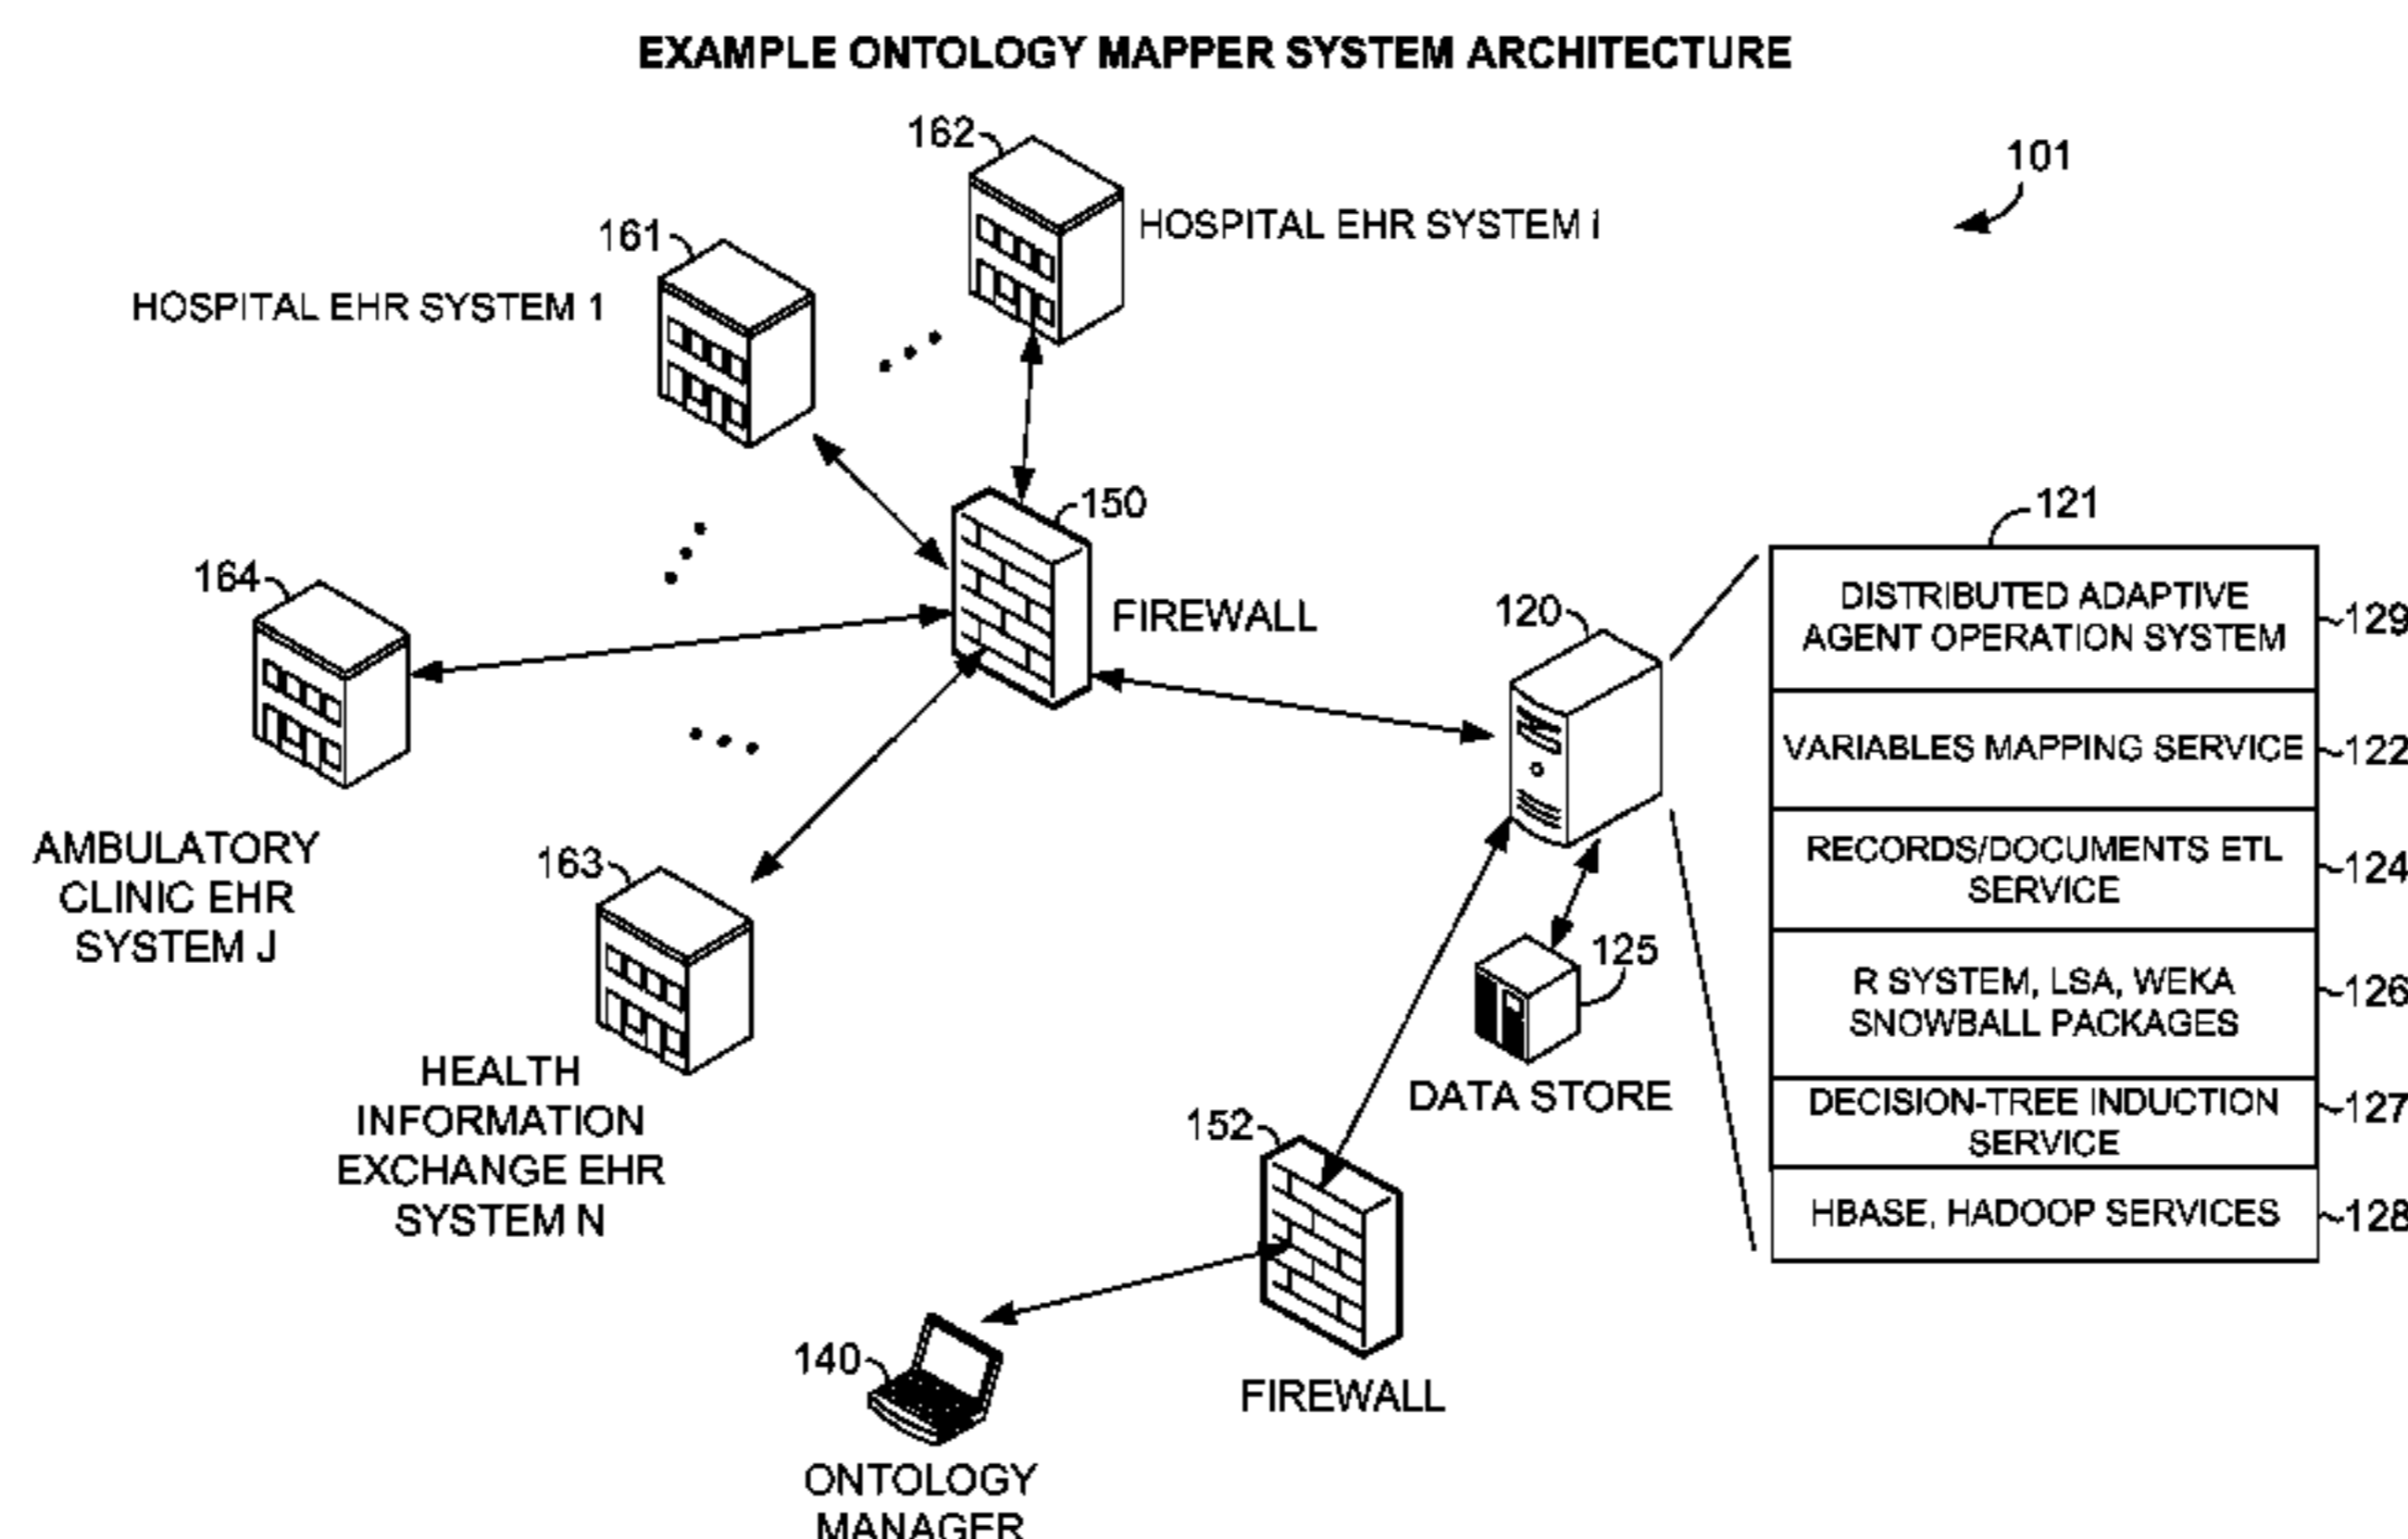 EXAMPLE ONTOLOGY MAPPER SYSTEM ARCHITECTURE
162
101
HOSPITAL EHR SYSTEM i
161
HOSPITAL EHR SYSTEM 1
150
FIREWALL
164
AMBULATORY
CLINIC EHR
SYSTEM J
163
HEALTH
INFORMATION
EXCHANGE EHR
SYSTEM N
120
125
DATA STORE
152
FIREWALL
140
ONTOLOGY
MANAGER
121
DISTRIBUTED ADAPTIVE
AGENT OPERATION SYSTEM
129
VARIABLES MAPPING SERVICE
122
RECORDS/DOCUMENTS ETL
SERVICE
124
R SYSTEM, LSA, WEKA
SNOWBALL PACKAGES
126
DECISION-TREE INDUCTION
SERVICE
127
HBASE, HADOOP SERVICES
128